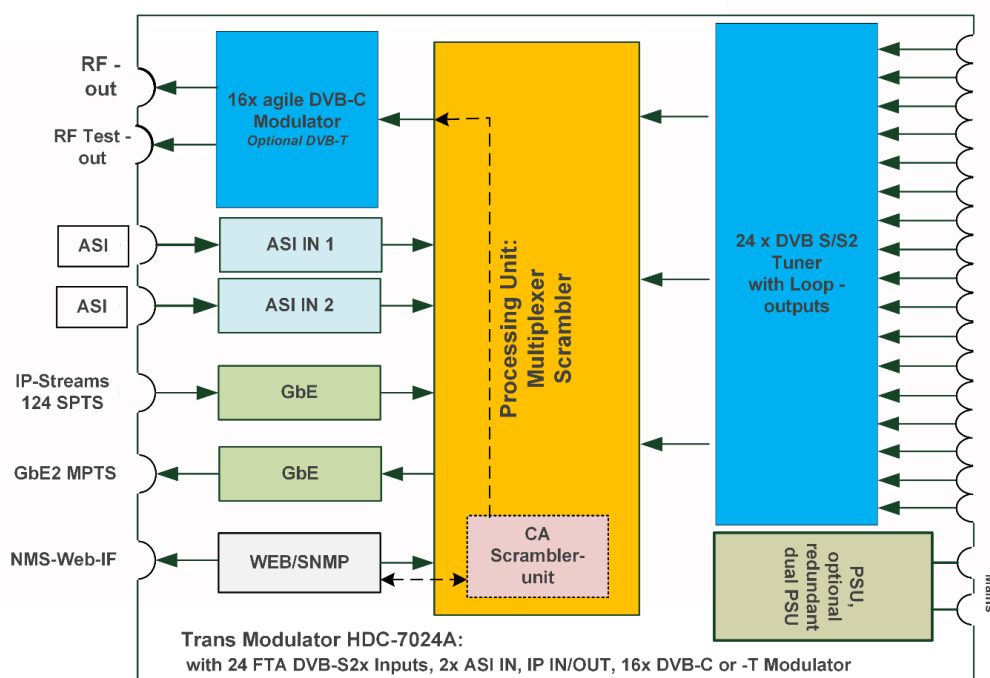 RF -
out
RF Test -
out
16x agile DVB-C
Modulator
Optional DVB-T
ASI
ASI IN 1
ASI
ASI IN 2
IP-Streams
124 SPTS
GbE
GbE2 MPTS
GbE
NMS-Web-IF
WEB/SNMP
Processing Unit:
Multiplexer
Scrambler
CA
Scrambler-
unit
24 x DVB S/S2
Tuner
with Loop -
outputs
PSU,
optional
redundant
dual PSU
Mains
Trans Modulator HDC-7024A:
with 24 FTA DVB-S2x Inputs, 2x ASI IN, IP IN/OUT, 16x DVB-C or -T Modulator